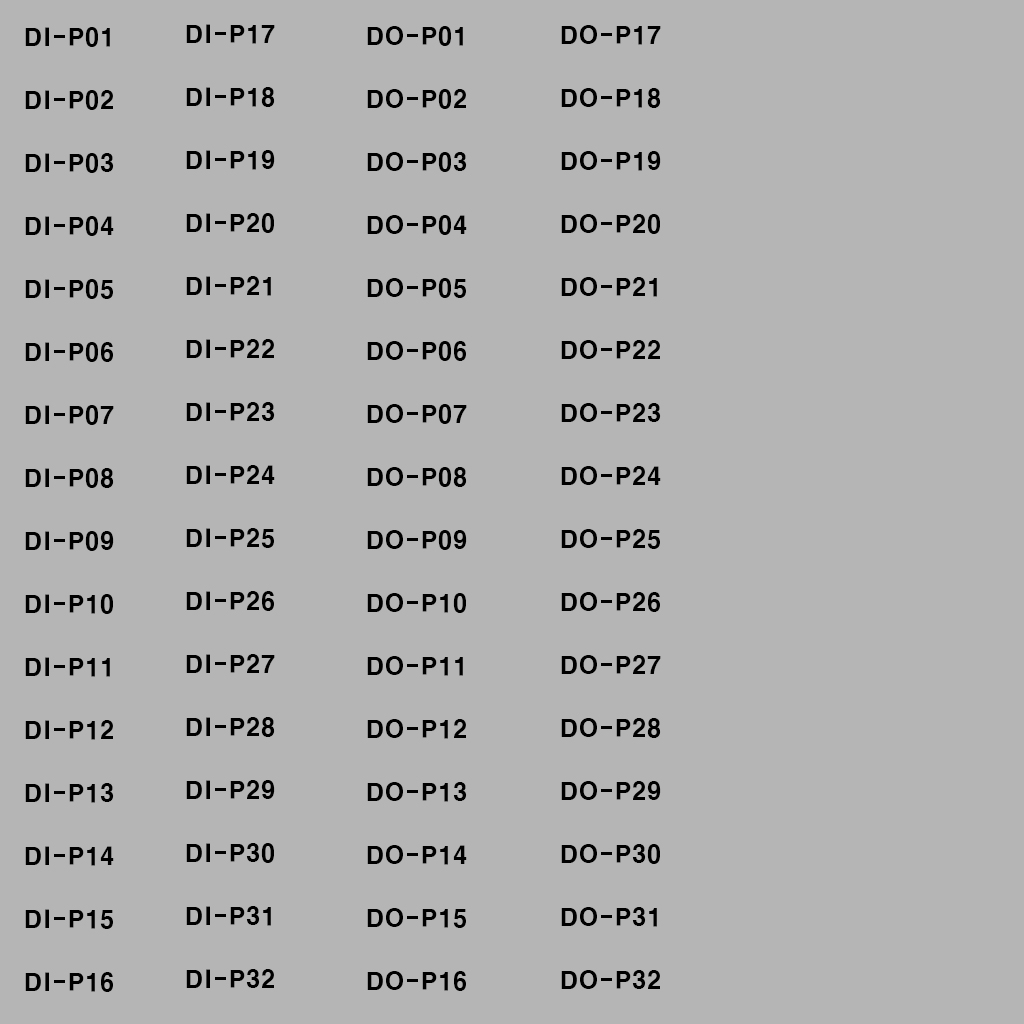 DI-P01 DI-P17 DO-P01 DO-P17
DI-P02 DI-P18 DO-P02 DO-P18
DI-P03 DI-P19 DO-P03 DO-P19
DI-P04 DI-P20 DO-P04 DO-P20
DI-P05 DI-P21 DO-P05 DO-P21
DI-P06 DI-P22 DO-P06 DO-P22
DI-P07 DI-P23 DO-P07 DO-P23
DI-P08 DI-P24 DO-P08 DO-P24
DI-P09 DI-P25 DO-P09 DO-P25
DI-P10 DI-P26 DO-P10 DO-P26
DI-P11 DI-P27 DO-P11 DO-P27
DI-P12 DI-P28 DO-P12 DO-P28
DI-P13 DI-P29 DO-P13 DO-P29
DI-P14 DI-P30 DO-P14 DO-P30
DI-P15 DI-P31 DO-P15 DO-P31
DI-P16 DI-P32 DO-P16 DO-P32